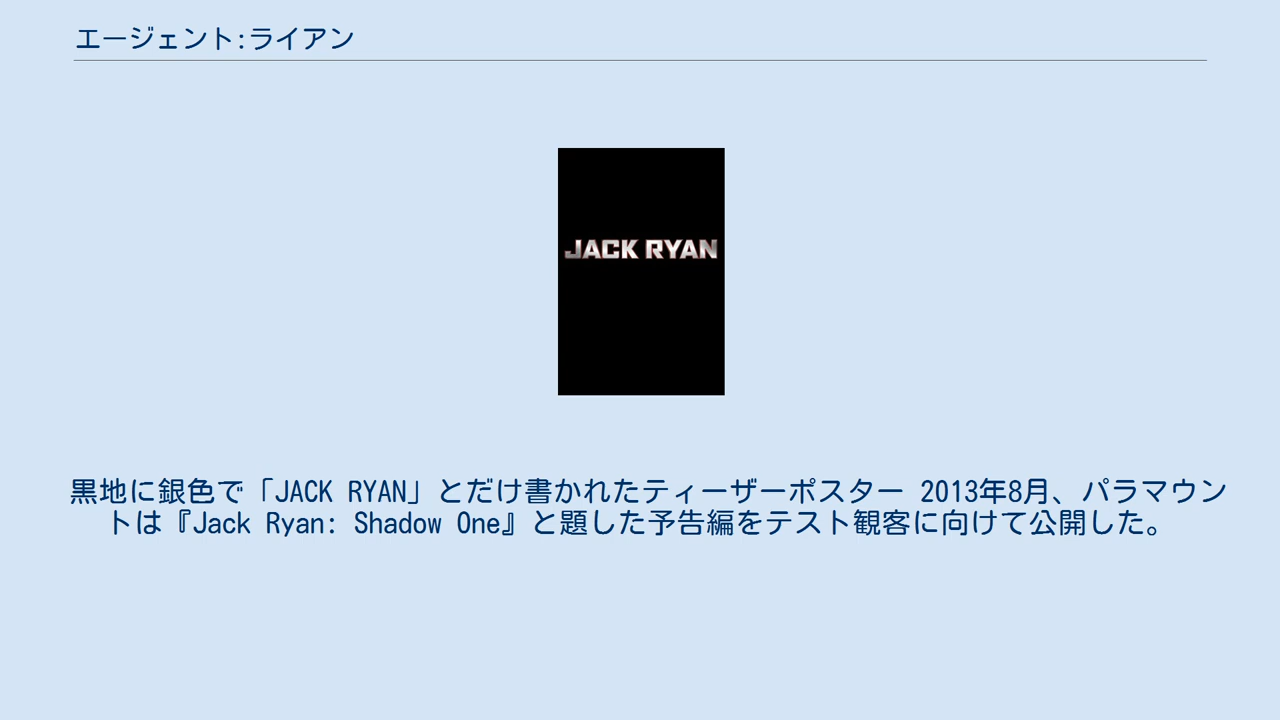 エージェント:ライアン
JACK RYAN
黒地に銀色で「JACK RYAN」とだけ書かれたティーザーポスター 2013年8月、パラマウン
トは『Jack Ryan: Shadow One』と題した予告編をテスト観客に向けて公開した。